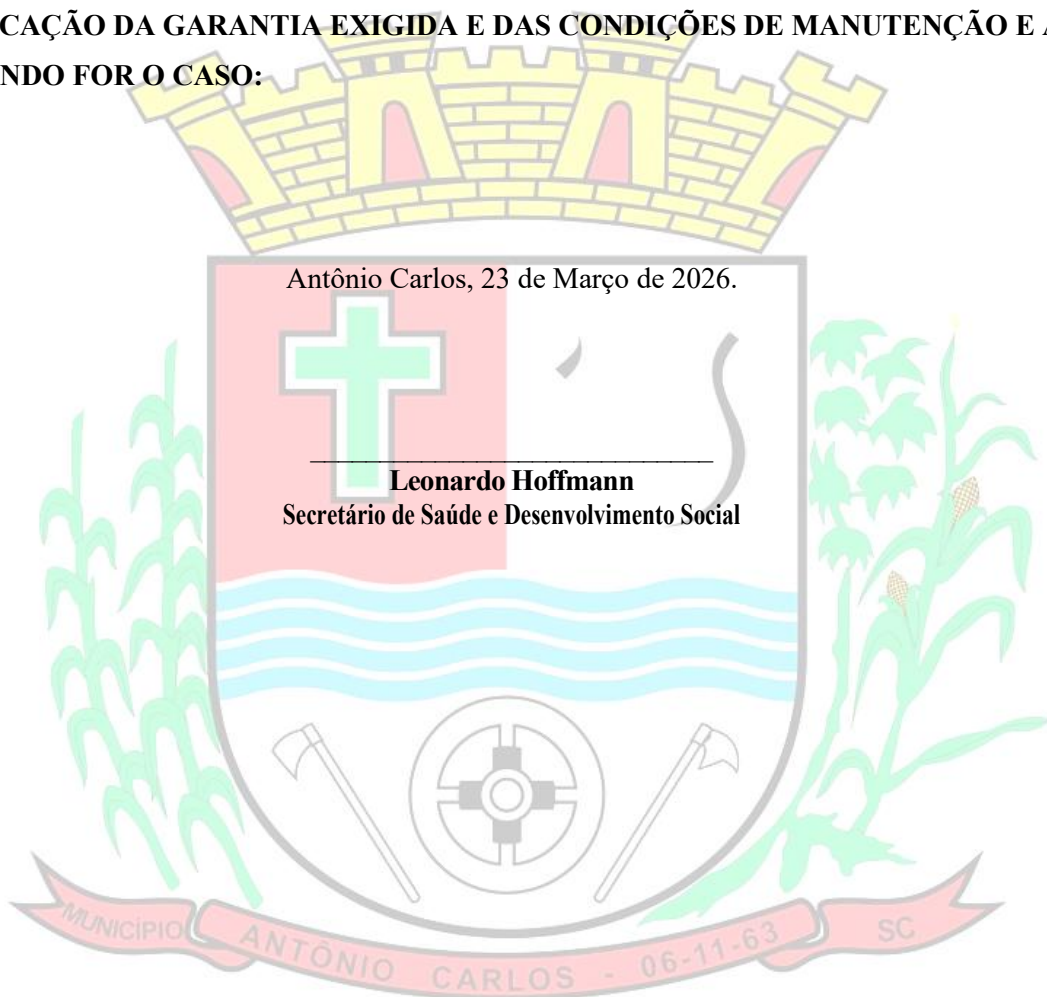 CAÇÃO DA GARANTIA EXIGIDA E DAS CONDIÇÕES DE MANUTENÇÃO E A
NDO FOR O CASO:
Antônio Carlos, 23 de Março de 2026.
Leonardo Hoffmann
Secretário de Saúde e Desenvolvimento Social
MUNICÍPIO ANTÔNIO CARLOS - 06-11-63 SC